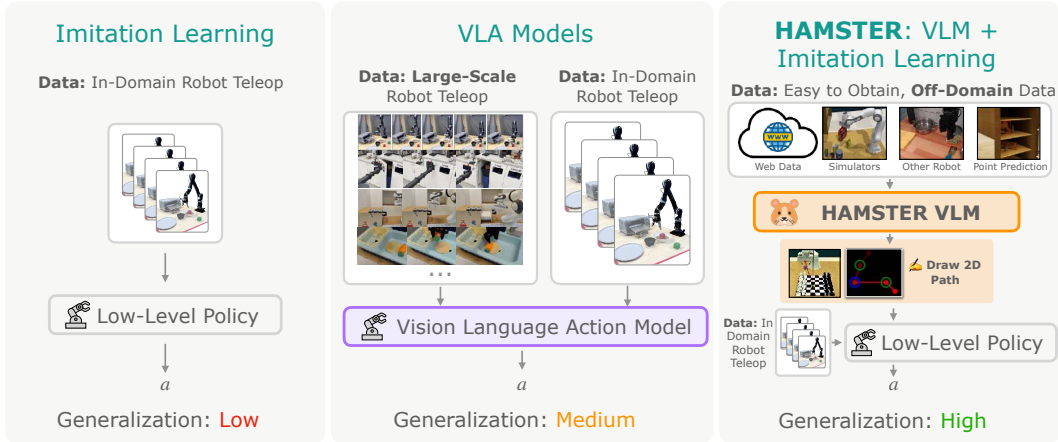 Imitation Learning
Data: In-Domain Robot Teleop
Low-Level Policy
a
Generalization: Low
VLA Models
Data: Large-Scale
Robot Teleop
Data: In-Domain
Robot Teleop
...
Vision Language Action Model
a
Generalization: Medium
HAMSTER: VLM +
Imitation Learning
Data: Easy to Obtain, Off-Domain Data
WWW
Web Data
Simulators
Other Robot
Point Prediction
HAMSTER VLM
Draw 2D
Path
Data: In
Domain
Robot
Teleop
Low-Level Policy
a
Generalization: High